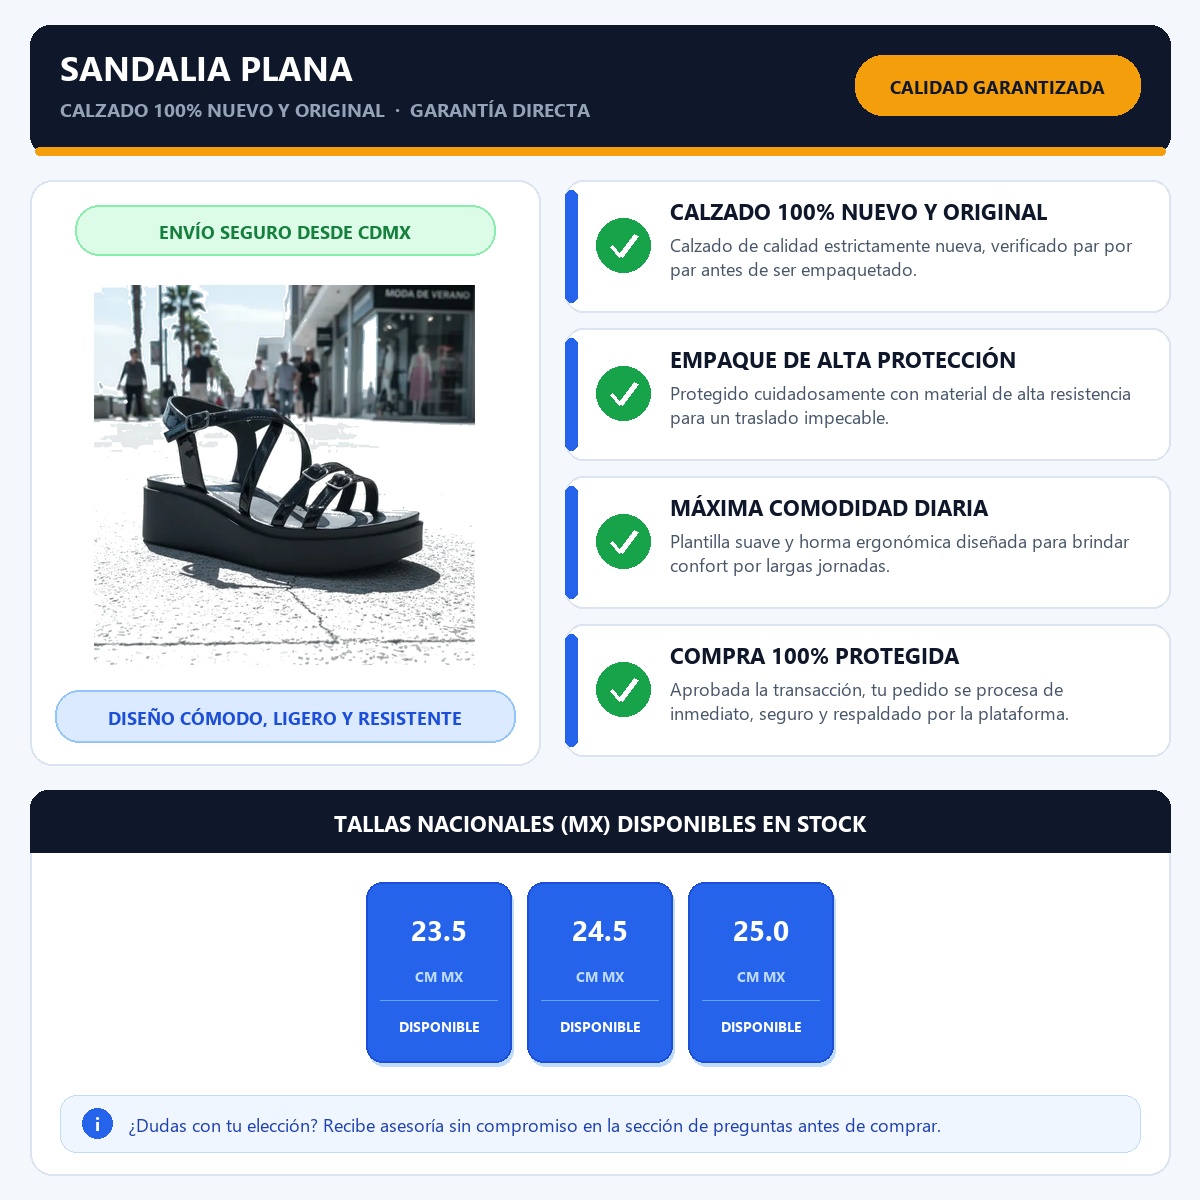 SANDALIA PLANA
CALZADO 100% NUEVO Y ORIGINAL · GARANTÍA DIRECTA
CALIDAD GARANTIZADA
ENVÍO SEGURO DESDE CDMX
MODA DE VERANO
DISEÑO CÓMODO, LIGERO Y RESISTENTE
CALZADO 100% NUEVO Y ORIGINAL
Calzado de calidad estrictamente nueva, verificado par por
par antes de ser empaquetado.
EMPAQUE DE ALTA PROTECCIÓN
Protegido cuidadosamente con material de alta resistencia
para un traslado impecable.
MÁXIMA COMODIDAD DIARIA
Plantilla suave y horma ergonómica diseñada para brindar
confort por largas jornadas.
COMPRA 100% PROTEGIDA
Aprobada la transacción, tu pedido se procesa de
inmediato, seguro y respaldado por la plataforma.
TALLAS NACIONALES (MX) DISPONIBLES EN STOCK
23.5
CM MX
DISPONIBLE
24.5
CM MX
DISPONIBLE
25.0
CM MX
DISPONIBLE
¿Dudas con tu elección? Recibe asesoría sin compromiso en la sección de preguntas antes de comprar.